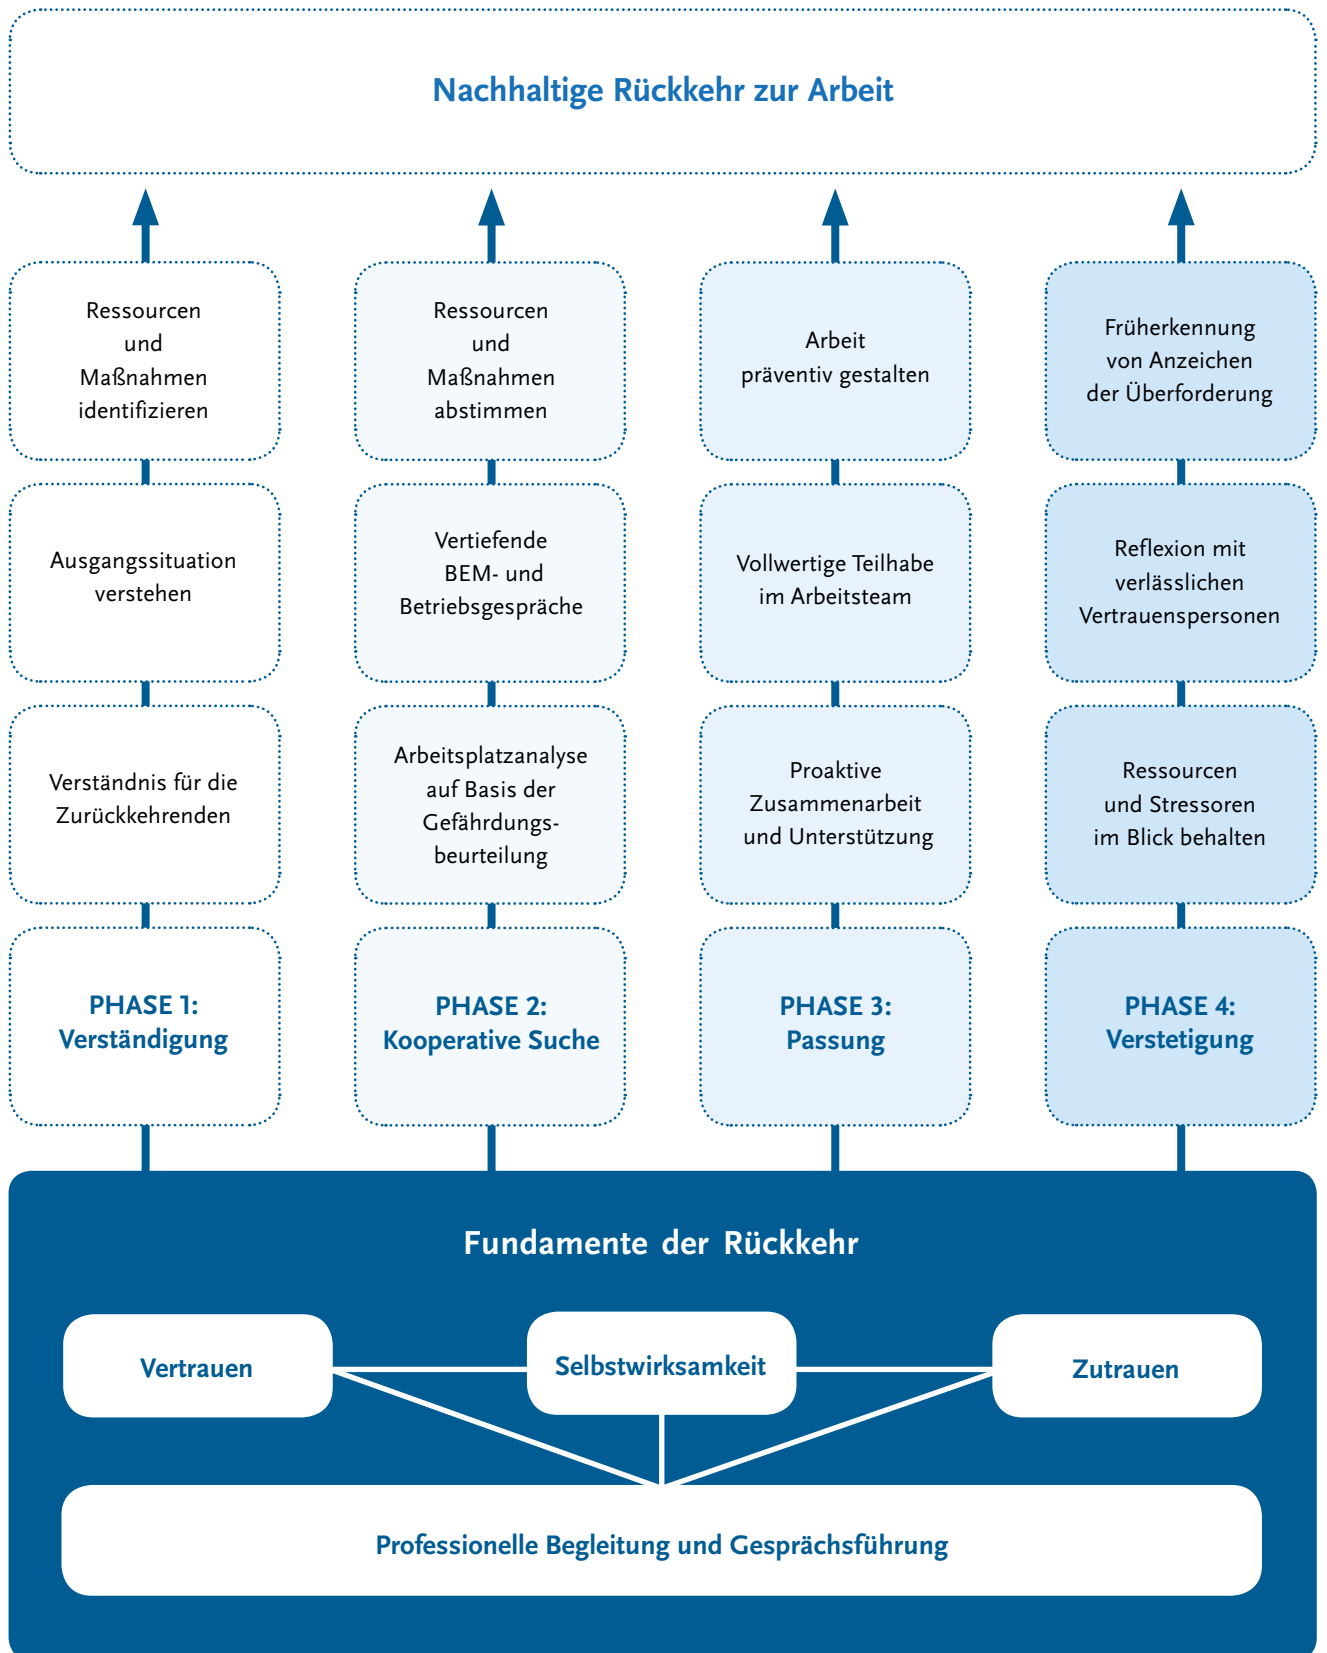 Nachhaltige Rückkehr zur Arbeit
Ressourcen
und
Maßnahmen
identifizieren
Ressourcen
und
Maßnahmen
abstimmen
Arbeit
präventiv gestalten
Früherkennung
von Anzeichen
der Überforderung
Ausgangssituation
verstehen
Vertiefende
BEM- und
Betriebsgespräche
Vollwertige Teilhabe
im Arbeitsteam
Reflexion mit
verlässlichen
Vertrauenspersonen
Verständnis für die
Zurückkehrenden
Arbeitsplatzanalyse
auf Basis der
Gefährdungs-
beurteilung
Proaktive
Zusammenarbeit
und Unterstützung
Ressourcen
und Stressoren
im Blick behalten
PHASE 1:
Verständigung
PHASE 2:
Kooperative Suche
PHASE 3:
Passung
PHASE 4:
Verstetigung
Fundamente der Rückkehr
Vertrauen
Selbstwirksamkeit
Zutrauen
Professionelle Begleitung und Gesprächsführung